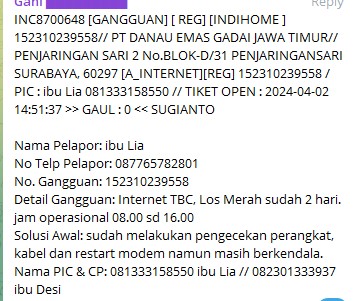 Gani
Reply
INC8700648 [GANGGUAN] [ REG] [INDIHOME ]
152310239558// PT DANAU EMAS GADAI JAWA TIMUR//
PENJARINGAN SARI 2 No.BLOK-D/31 PENJARINGANSARI
SURABAYA, 60297 [A_INTERNET][REG] 152310239558 /
PIC : ibu Lia 081333158550 // TIKET OPEN : 2024-04-02
14:51:37 >> GAUL : 0 << SUGIANTO

Nama Pelapor: ibu Lia
No Telp Pelapor: 087765782801
No. Gangguan: 152310239558
Detail Gangguan: Internet TBC, Los Merah sudah 2 hari.
jam operasional 08.00 sd 16.00
Solusi Awal: sudah melakukan pengecekan perangkat,
kabel dan restart modem namun masih berkendala.
Nama PIC & CP: 081333158550 ibu Lia // 082301333937
ibu Desi